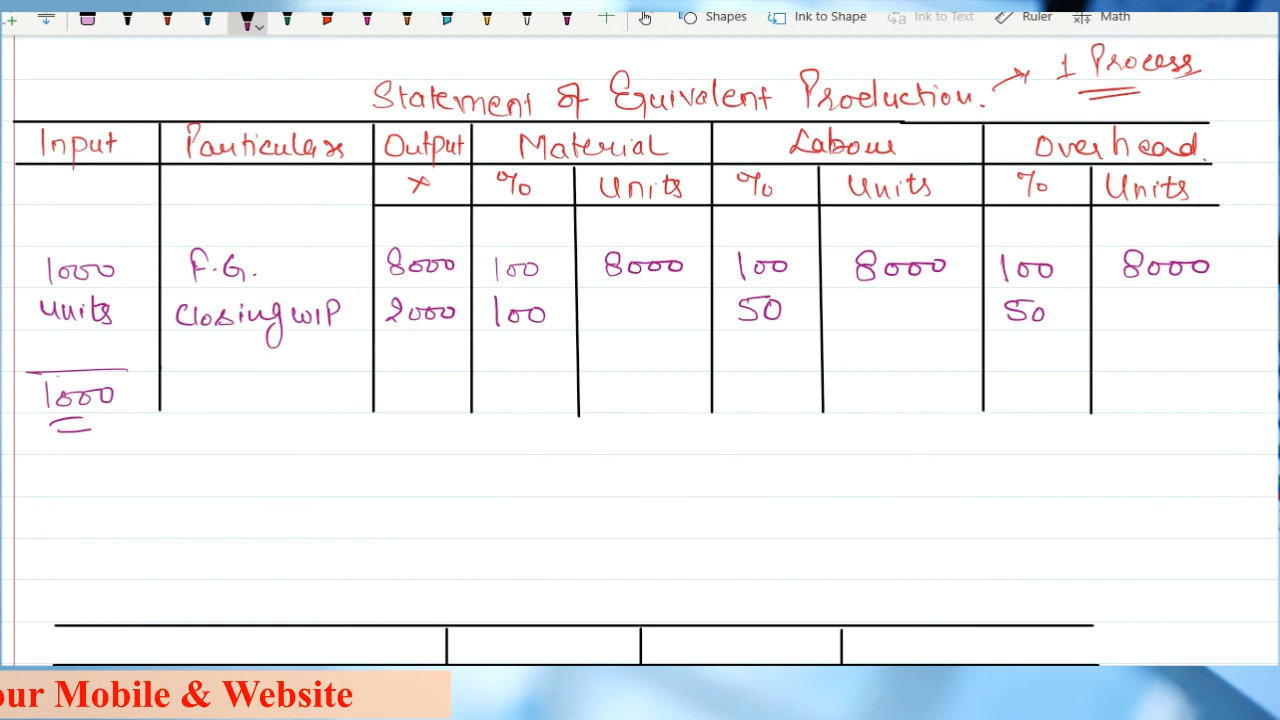 Shapes Ink to Shape Ink to Text Ruler Math
Statement of Equivalent Production. → 1 Process
Input Particulars Output Material Labour Overhead.
x % Units % Units % Units
1000 F.G. 8000 100 8000 100 8000 100 8000
units Closing WIP 2000 100 50 50
1000
our Mobile & Website